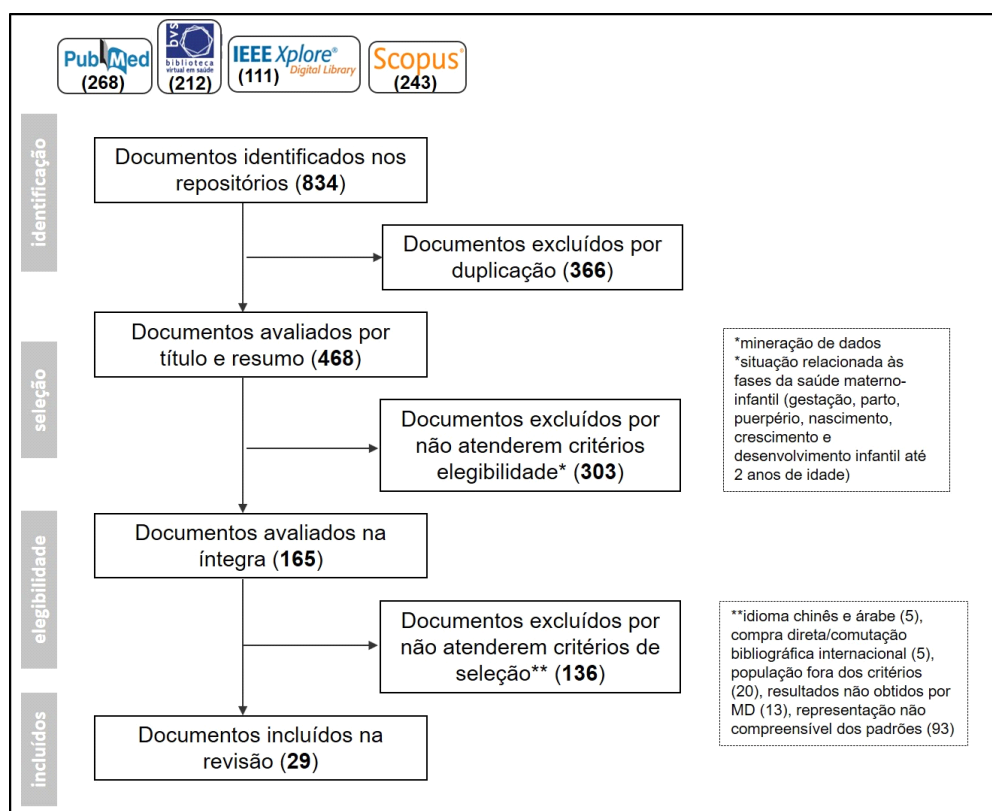 PubMed
(268)
bvs
biblioteca
virtual em saúde
(212)
IEEE Xplore®
Digital Library
(111)
Scopus®
(243)
identificação
Documentos identificados nos
repositórios (834)
Documentos excluídos por
duplicação (366)
seleção
Documentos avaliados por
título e resumo (468)
*mineração de dados
*situação relacionada às
fases da saúde materno-
infantil (gestação, parto,
puerpério, nascimento,
crescimento e
desenvolvimento infantil até
2 anos de idade)
Documentos excluídos por
não atenderem critérios
elegibilidade* (303)
elegibilidade
Documentos avaliados na
íntegra (165)
Documentos excluídos por
não atenderem critérios de
seleção** (136)
**idioma chinês e árabe (5),
compra direta/comutação
bibliográfica internacional (5),
população fora dos critérios
(20), resultados não obtidos por
MD (13), representação não
compreensível dos padrões (93)
incluídos
Documentos incluídos na
revisão (29)